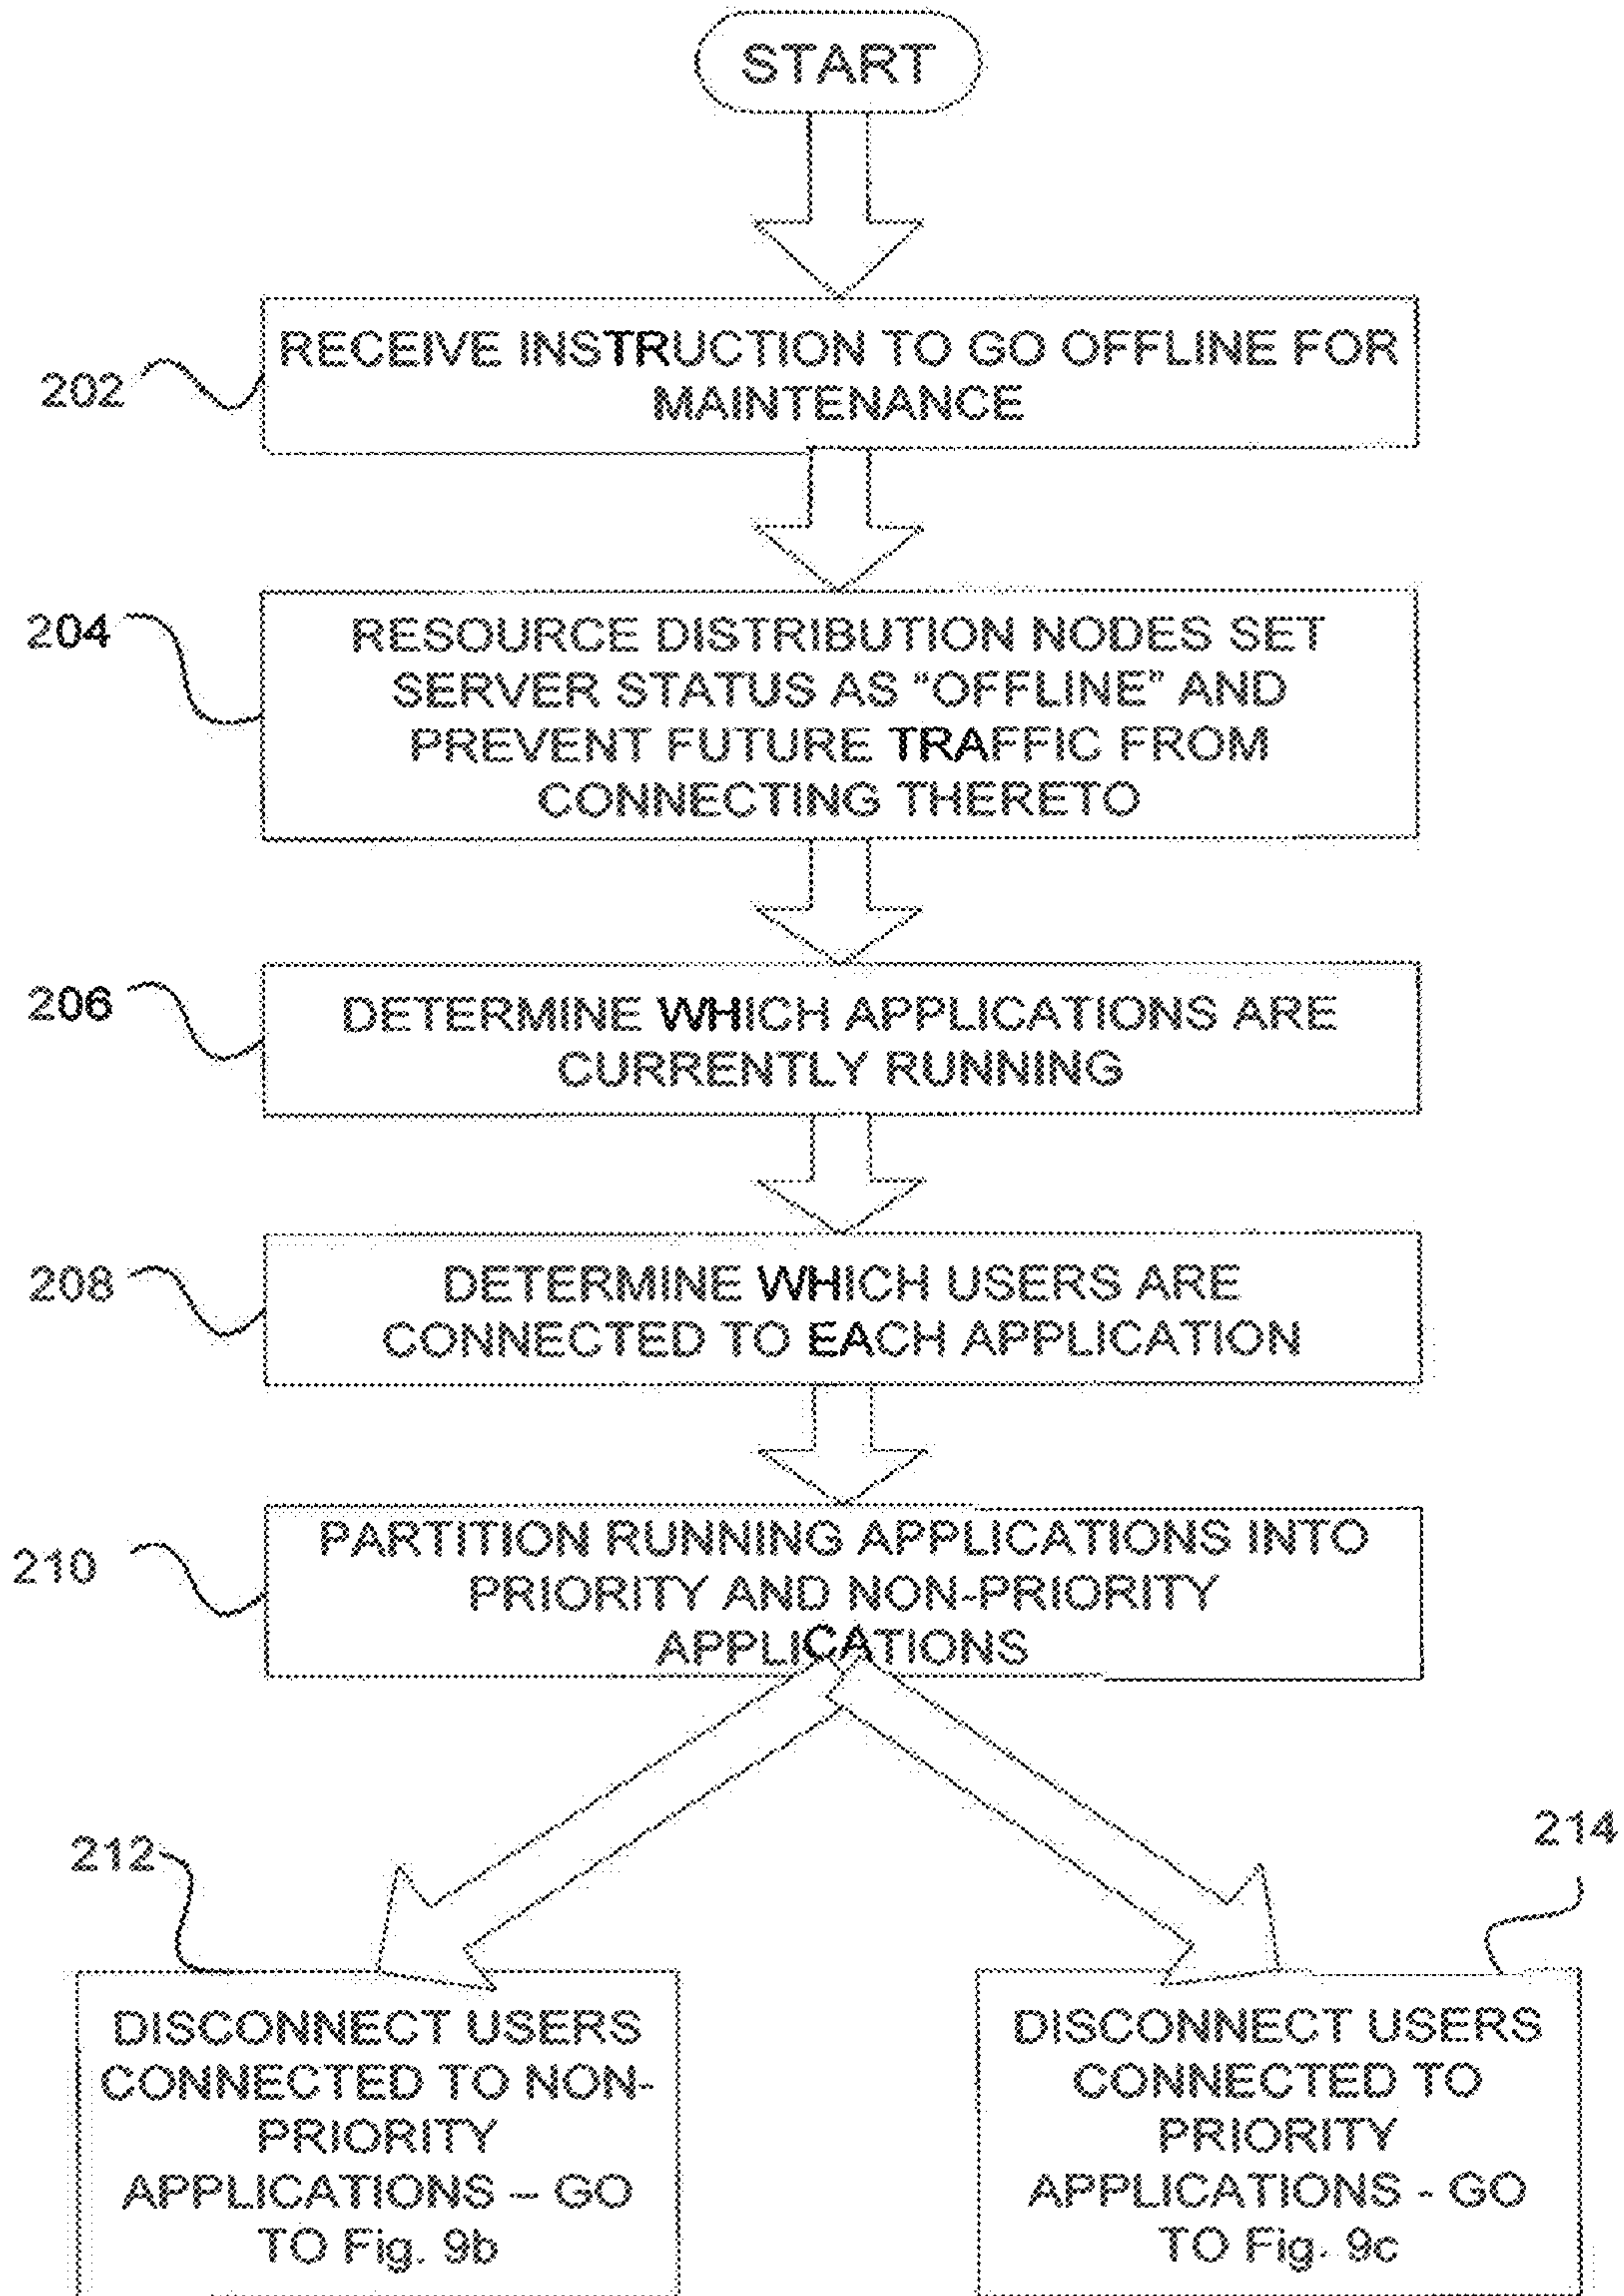 START
RECEIVE INSTRUCTION TO GO OFFLINE FOR
MAINTENANCE
202
RESOURCE DISTRIBUTION NODES SET
SERVER STATUS AS “OFFLINE” AND
PREVENT FUTURE TRAFFIC FROM
CONNECTING THERETO
204
DETERMINE WHICH APPLICATIONS ARE
CURRENTLY RUNNING
206
DETERMINE WHICH USERS ARE
CONNECTED TO EACH APPLICATION
208
PARTITION RUNNING APPLICATIONS INTO
PRIORITY AND NON-PRIORITY
APPLICATIONS
210
212
DISCONNECT USERS
CONNECTED TO NON-
PRIORITY
APPLICATIONS – GO
TO Fig. 9b
214
DISCONNECT USERS
CONNECTED TO
PRIORITY
APPLICATIONS - GO
TO Fig. 9c